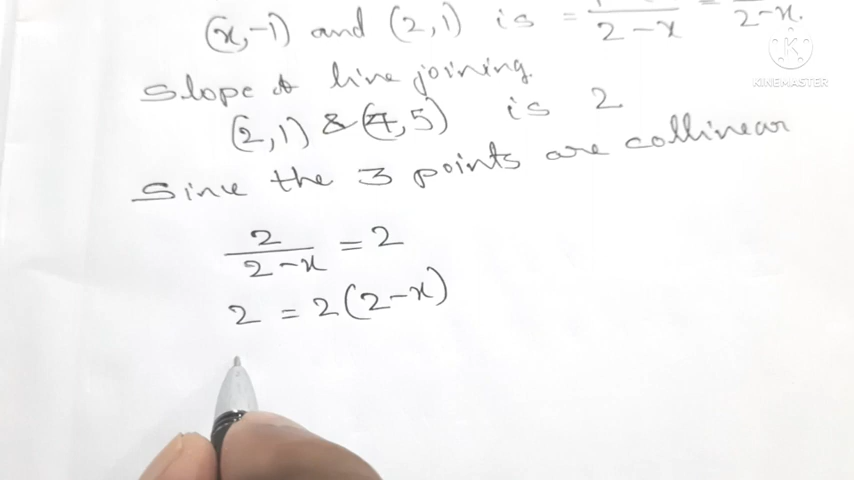 (x,-1) and (2,1) is = /2-x = /2-x.
Slope of line joining.
(2,1) & (4,5) is 2
Since the 3 points are collinear
2/2-x = 2
2 = 2(2-x)
K
KINEMASTER